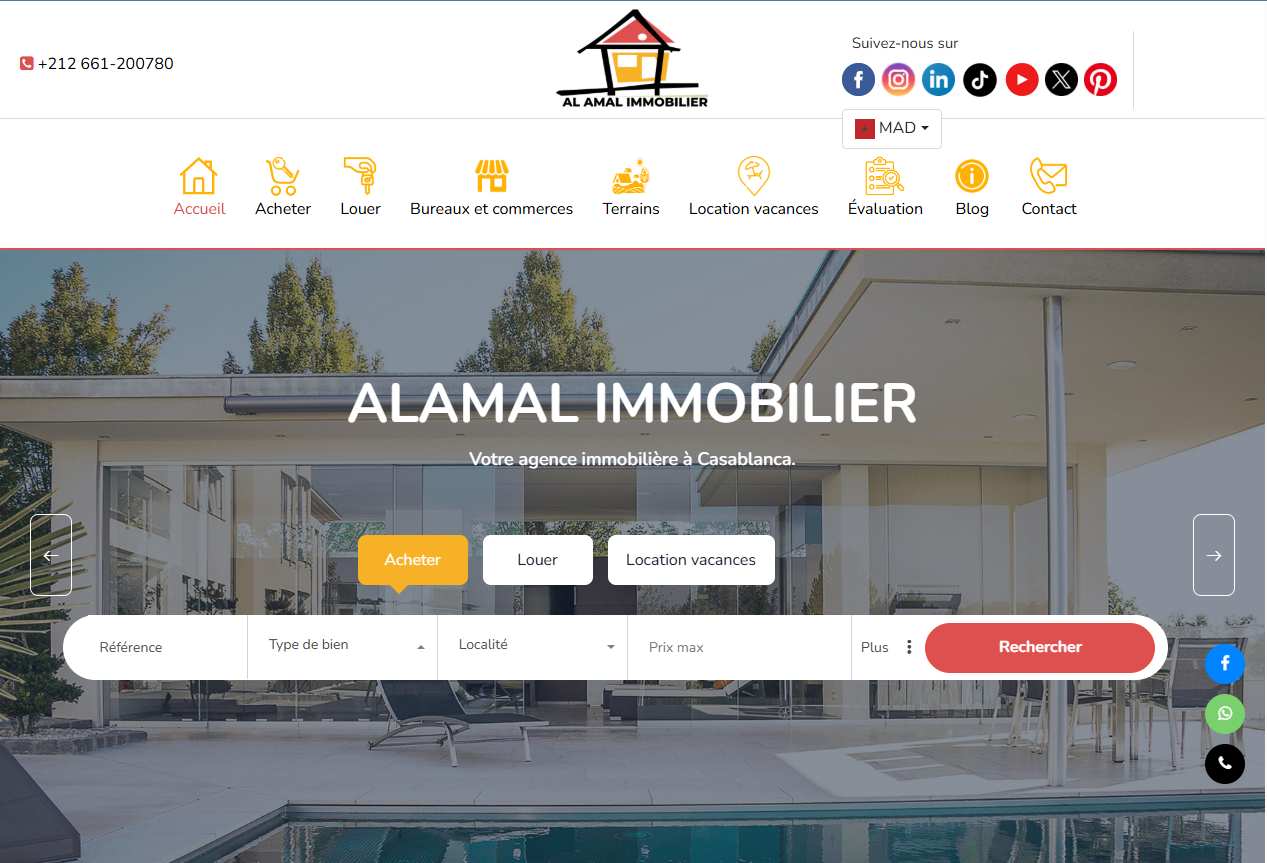 +212 661-200780
AL AMAL IMMOBILIER
Suivez-nous sur
MAD
Accueil
Acheter
Louer
Bureaux et commerces
Terrains
Location vacances
Évaluation
Blog
Contact
ALAMAL IMMOBILIER
Votre agence immobilière à Casablanca.
Acheter
Louer
Location vacances
Référence
Type de bien
Localité
Prix max
Plus
Rechercher